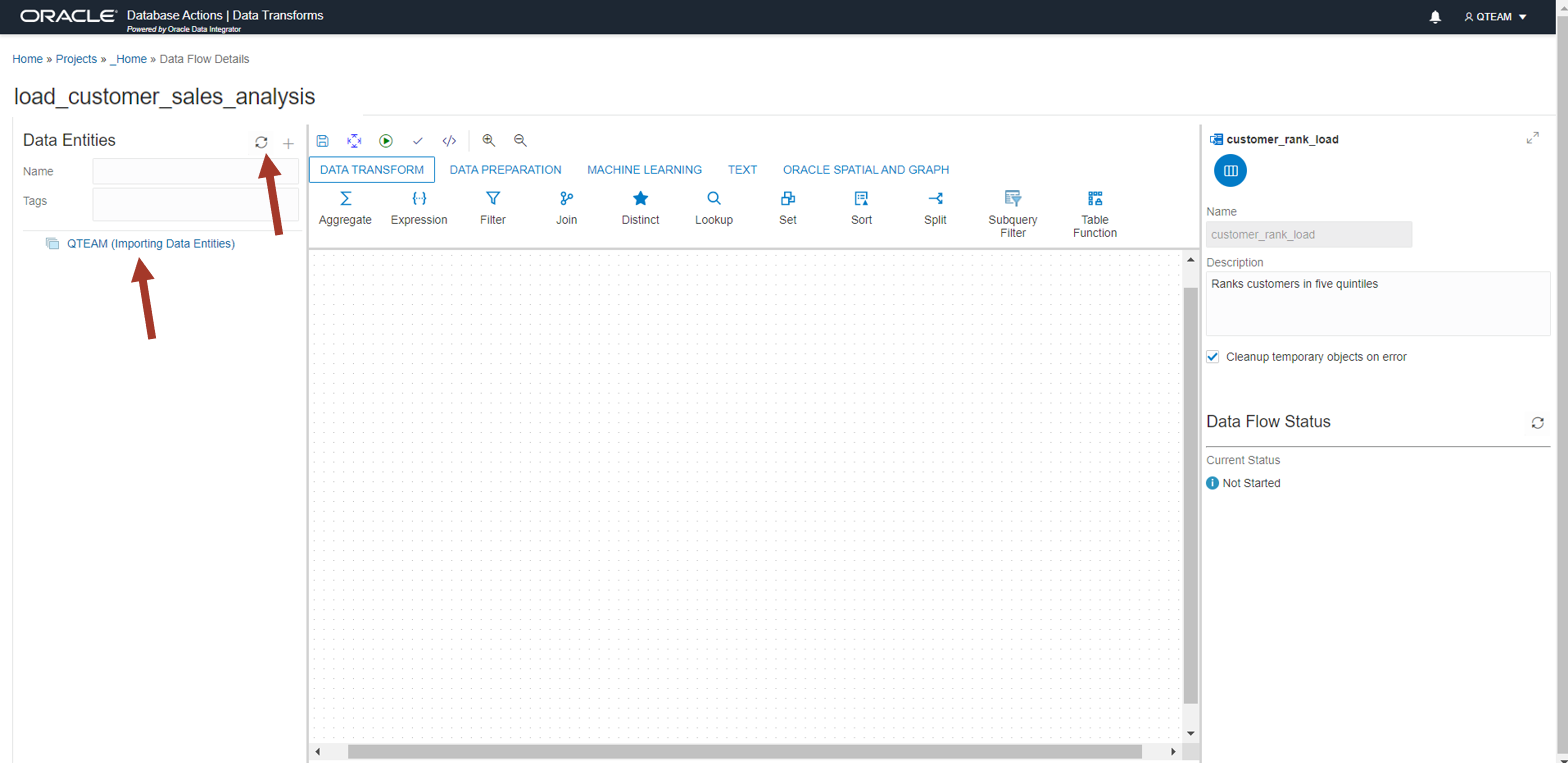 ORACLE Database Actions | Data Transforms
Powered by Oracle Data Integrator
QTEAM
Home » Projects » _Home » Data Flow Details
load_customer_sales_analysis
Data Entities
Name
Tags
QTEAM (Importing Data Entities)
DATA TRANSFORM DATA PREPARATION MACHINE LEARNING TEXT ORACLE SPATIAL AND GRAPH
Aggregate Expression Filter Join Distinct Lookup Set Sort Split Subquery Filter Table Function
customer_rank_load
Name
customer_rank_load
Description
Ranks customers in five quintiles
Cleanup temporary objects on error
Data Flow Status
Current Status
Not Started